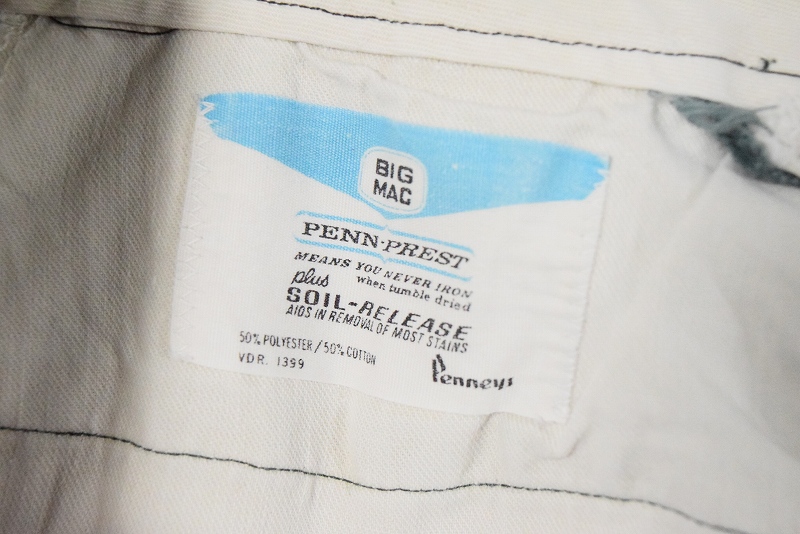 BIG
MAC
PENN-PREST
MEANS YOU NEVER IRON
when tumble dried
plus
SOIL-RELEASE
AIDS IN REMOVAL OF MOST STAINS
50% POLYESTER / 50% COTTON
VDR. 1399
Penneys